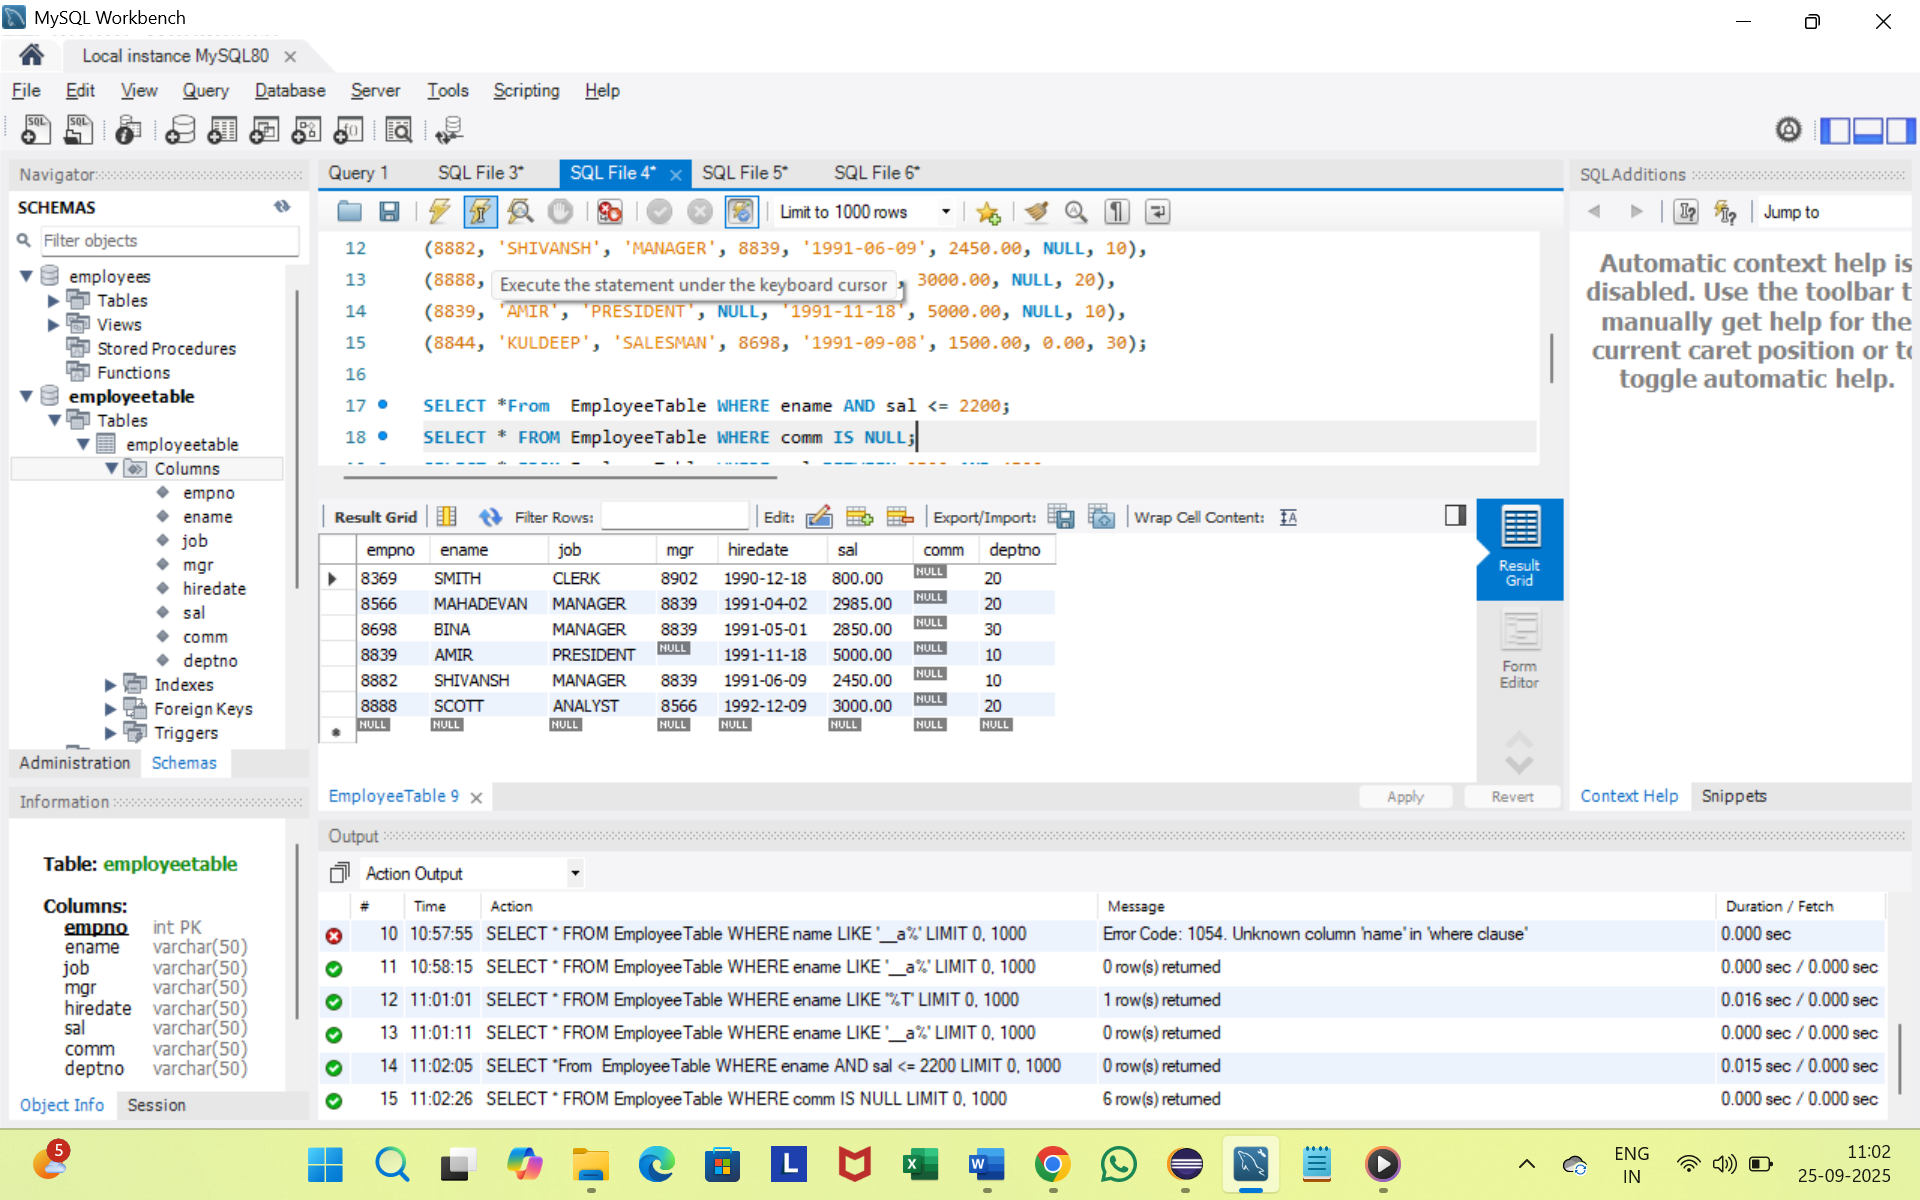 MySQL Workbench
Local instance MySQL80
File Edit View Query Database Server Tools Scripting Help
Navigator
SCHEMAS
Filter objects
employees
Tables
Views
Stored Procedures
Functions
employeetable
Tables
employeetable
Columns
empno
ename
job
mgr
hiredate
sal
comm
deptno
Indexes
Foreign Keys
Triggers
Administration Schemas
Information
Table: employeetable
Columns:
empno int PK
ename varchar(50)
job varchar(50)
mgr varchar(50)
hiredate varchar(50)
sal varchar(50)
comm varchar(50)
deptno varchar(50)
Object Info Session
Query 1 SQL File 3* SQL File 4* SQL File 5* SQL File 6*
Limit to 1000 rows
12 (8882, 'SHIVANSH', 'MANAGER', 8839, '1991-06-09', 2450.00, NULL, 10),
13 (8888, , 3000.00, NULL, 20),
Execute the statement under the keyboard cursor
14 (8839, 'AMIR', 'PRESIDENT', NULL, '1991-11-18', 5000.00, NULL, 10),
15 (8844, 'KULDEEP', 'SALESMAN', 8698, '1991-09-08', 1500.00, 0.00, 30);
16
17 SELECT *From  EmployeeTable WHERE ename AND sal <= 2200;
18 SELECT * FROM EmployeeTable WHERE comm IS NULL;
Result Grid Filter Rows: Edit: Export/Import: Wrap Cell Content:
empno ename job mgr hiredate sal comm deptno
8369 SMITH CLERK 8902 1990-12-18 800.00 NULL 20
8566 MAHADEVAN MANAGER 8839 1991-04-02 2985.00 NULL 20
8698 BINA MANAGER 8839 1991-05-01 2850.00 NULL 30
8839 AMIR PRESIDENT NULL 1991-11-18 5000.00 NULL 10
8882 SHIVANSH MANAGER 8839 1991-06-09 2450.00 NULL 10
8888 SCOTT ANALYST 8566 1992-12-09 3000.00 NULL 20
NULL NULL NULL NULL NULL NULL NULL NULL
Result Grid
Form Editor
EmployeeTable 9
Apply Revert
SQLAdditions
Jump to
Automatic context help is
disabled. Use the toolbar t
manually get help for the
current caret position or to
toggle automatic help.
Context Help Snippets
Output
Action Output
# Time Action Message Duration / Fetch
10 10:57:55 SELECT * FROM EmployeeTable WHERE name LIKE '__a%' LIMIT 0, 1000 Error Code: 1054. Unknown column 'name' in 'where clause' 0.000 sec
11 10:58:15 SELECT * FROM EmployeeTable WHERE ename LIKE '__a%' LIMIT 0, 1000 0 row(s) returned 0.000 sec / 0.000 sec
12 11:01:01 SELECT * FROM EmployeeTable WHERE ename LIKE '%T' LIMIT 0, 1000 1 row(s) returned 0.016 sec / 0.000 sec
13 11:01:11 SELECT * FROM EmployeeTable WHERE ename LIKE '__a%' LIMIT 0, 1000 0 row(s) returned 0.000 sec / 0.000 sec
14 11:02:05 SELECT *From  EmployeeTable WHERE ename AND sal <= 2200 LIMIT 0, 1000 0 row(s) returned 0.015 sec / 0.000 sec
15 11:02:26 SELECT * FROM EmployeeTable WHERE comm IS NULL LIMIT 0, 1000 6 row(s) returned 0.000 sec / 0.000 sec
5
ENG
IN
11:02
25-09-2025